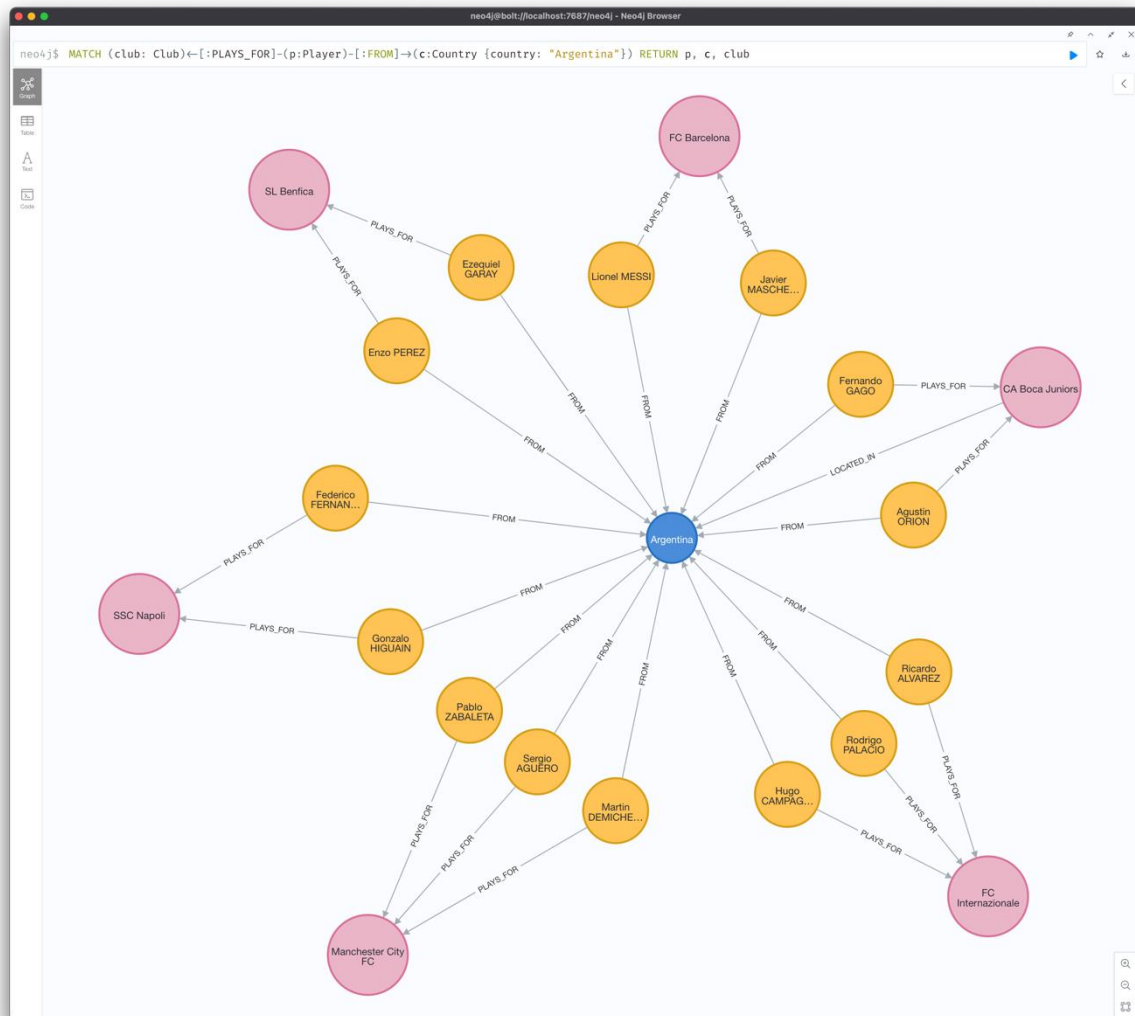 neo4j@bolt://localhost:7687/neo4j - Neo4j Browser
neo4j$ MATCH (club: Club)←[:PLAYS_FOR]-(p:Player)-[:FROM]→(c:Country {country: "Argentina"}) RETURN p, c, club
Graph
Table
Text
Code
FC Barcelona
SL Benfica
PLAYS_FOR
PLAYS_FOR
PLAYS_FOR
PLAYS_FOR
Ezequiel
GARAY
Lionel MESSI
Javier
MASCHE...
Enzo PEREZ
Fernando
GAGO
PLAYS_FOR
CA Boca Juniors
FROM
FROM
FROM
FROM
FROM
LOCATED_IN
PLAYS_FOR
Federico
FERNAN...
FROM
Agustin
ORION
FROM
Argentina
PLAYS_FOR
SSC Napoli
PLAYS_FOR
Gonzalo
HIGUAIN
FROM
FROM
FROM
FROM
FROM
FROM
FROM
Pablo
ZABALETA
Ricardo
ALVAREZ
Sergio
AGUERO
Rodrigo
PALACIO
Martin
DEMICHE...
Hugo
CAMPAG...
PLAYS_FOR
PLAYS_FOR
PLAYS_FOR
PLAYS_FOR
PLAYS_FOR
PLAYS_FOR
Manchester City
FC
FC
Internazionale